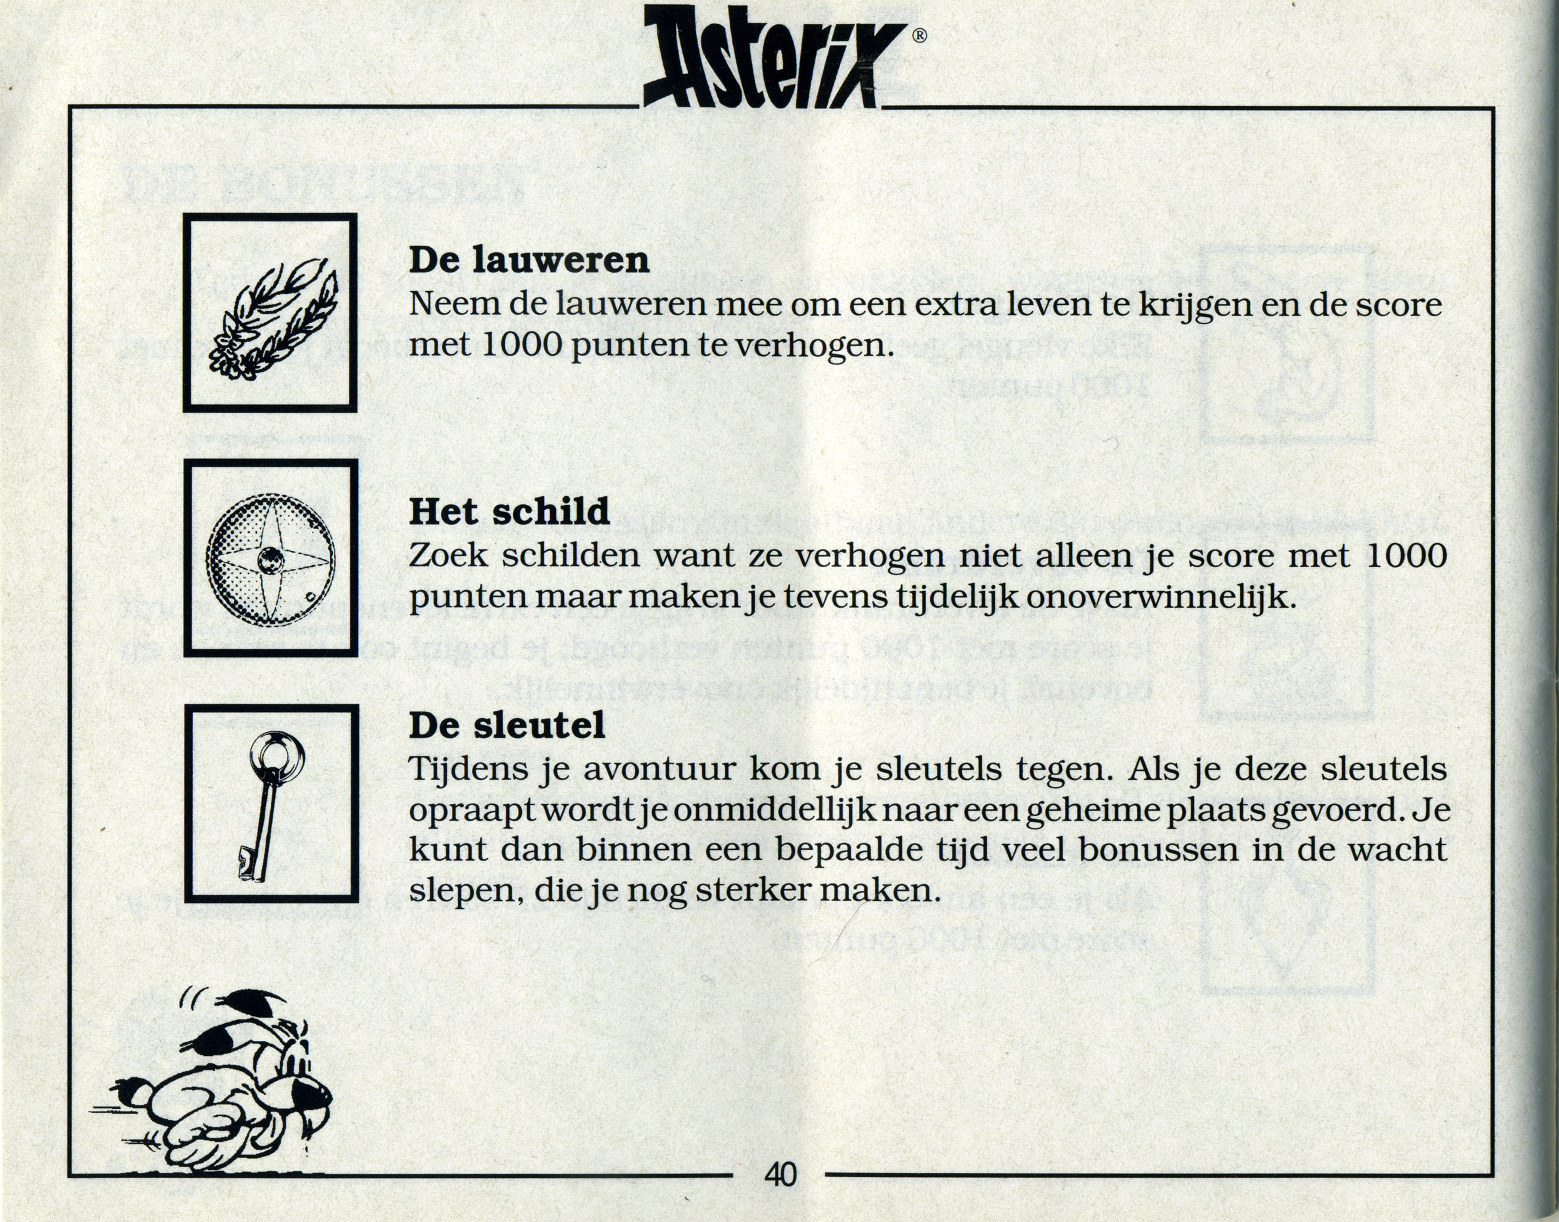 Asterix®
De lauweren
Neem de lauweren mee om een extra leven te krijgen en de score
met 1000 punten te verhogen.
Het schild
Zoek schilden want ze verhogen niet alleen je score met 1000
punten maar maken je tevens tijdelijk onoverwinnelijk.
De sleutel
Tijdens je avontuur kom je sleutels tegen. Als je deze sleutels
opraapt wordt je onmiddellijk naar een geheime plaats gevoerd. Je
kunt dan binnen een bepaalde tijd veel bonussen in de wacht
slepen, die je nog sterker maken.
40